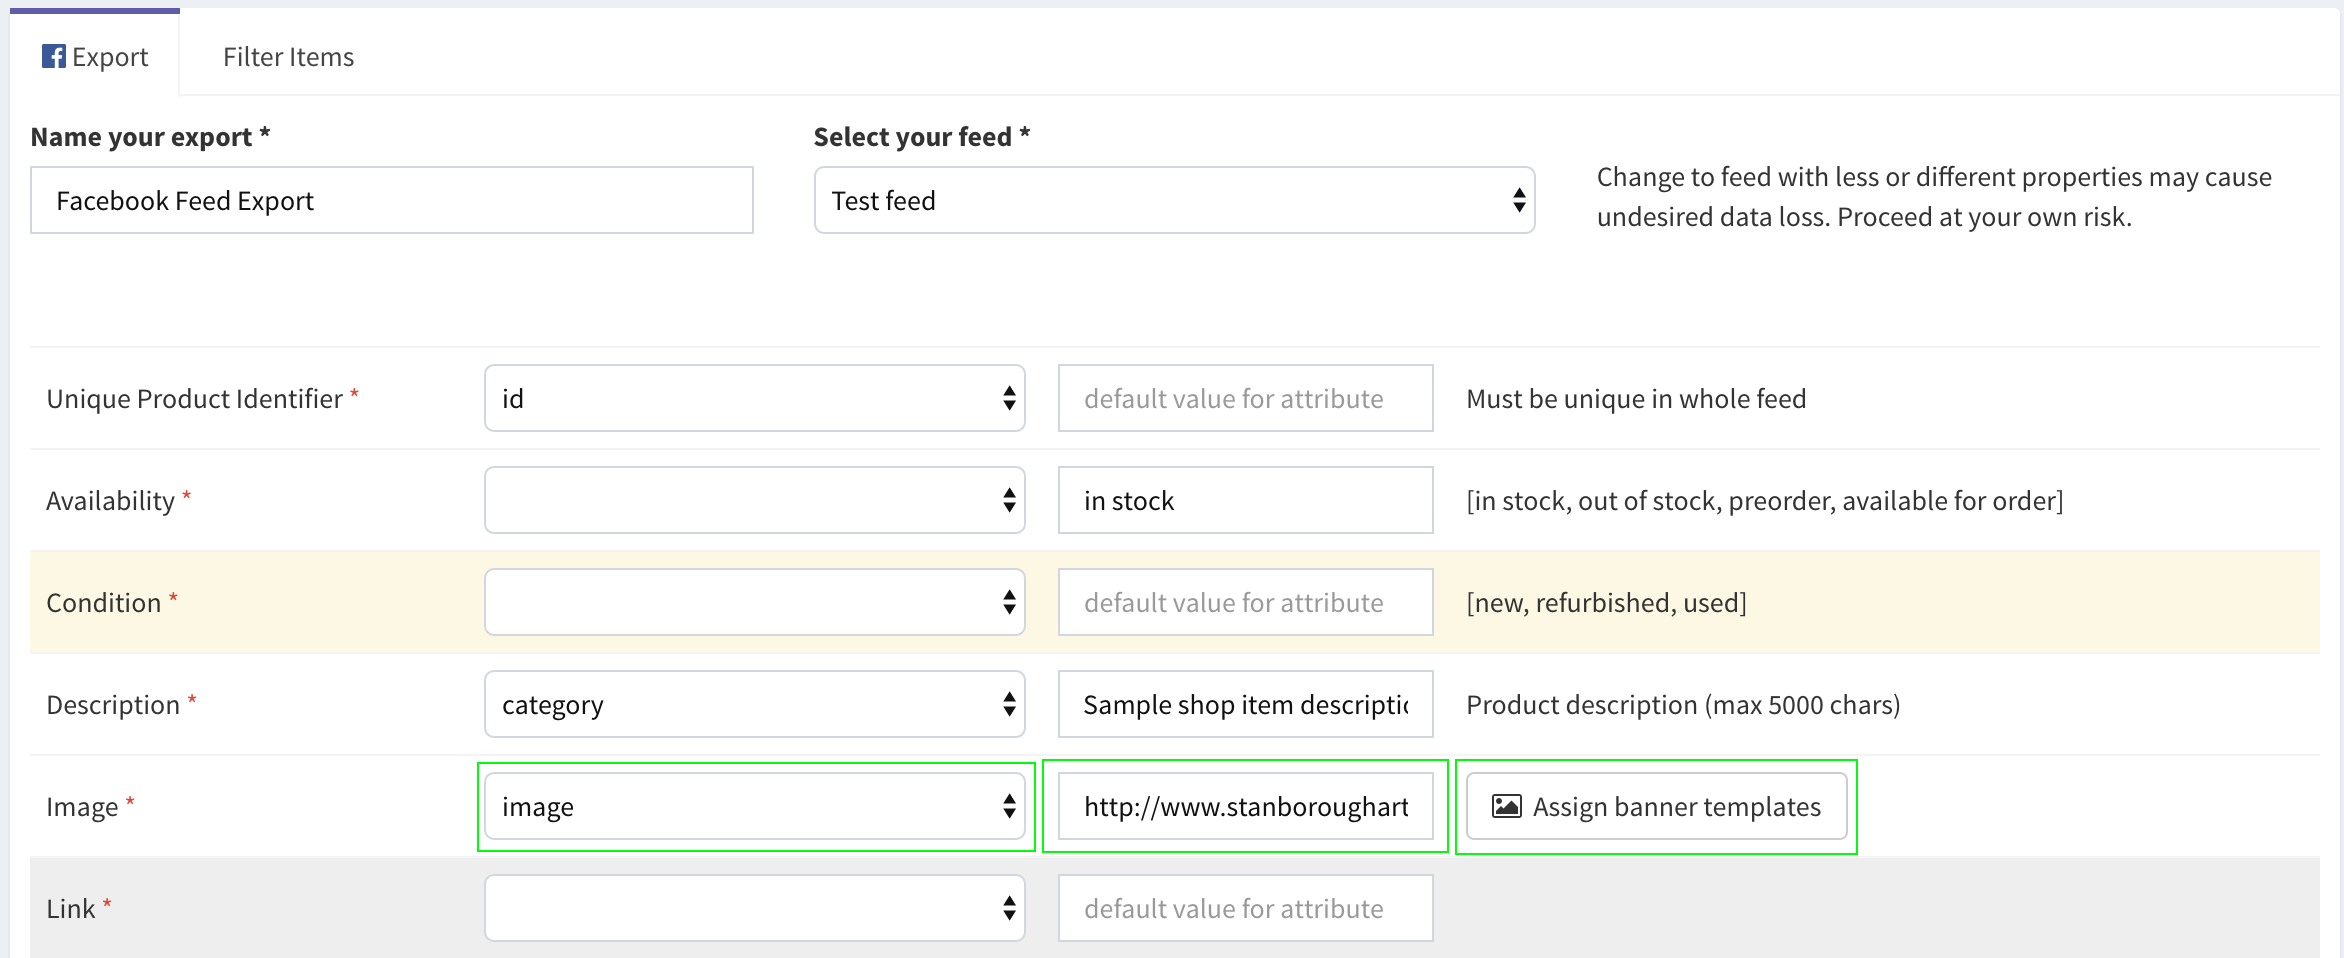 Export
Filter Items
Name your export *
Select your feed *
Facebook Feed Export
Test feed
Change to feed with less or different properties may cause
undesired data loss. Proceed at your own risk.
Unique Product Identifier *
id
default value for attribute
Must be unique in whole feed
Availability *
in stock
[in stock, out of stock, preorder, available for order]
Condition *
default value for attribute
[new, refurbished, used]
Description *
category
Sample shop item descriptio
Product description (max 5000 chars)
Image *
image
http://www.stanboroughart
Assign banner templates
Link *
default value for attribute